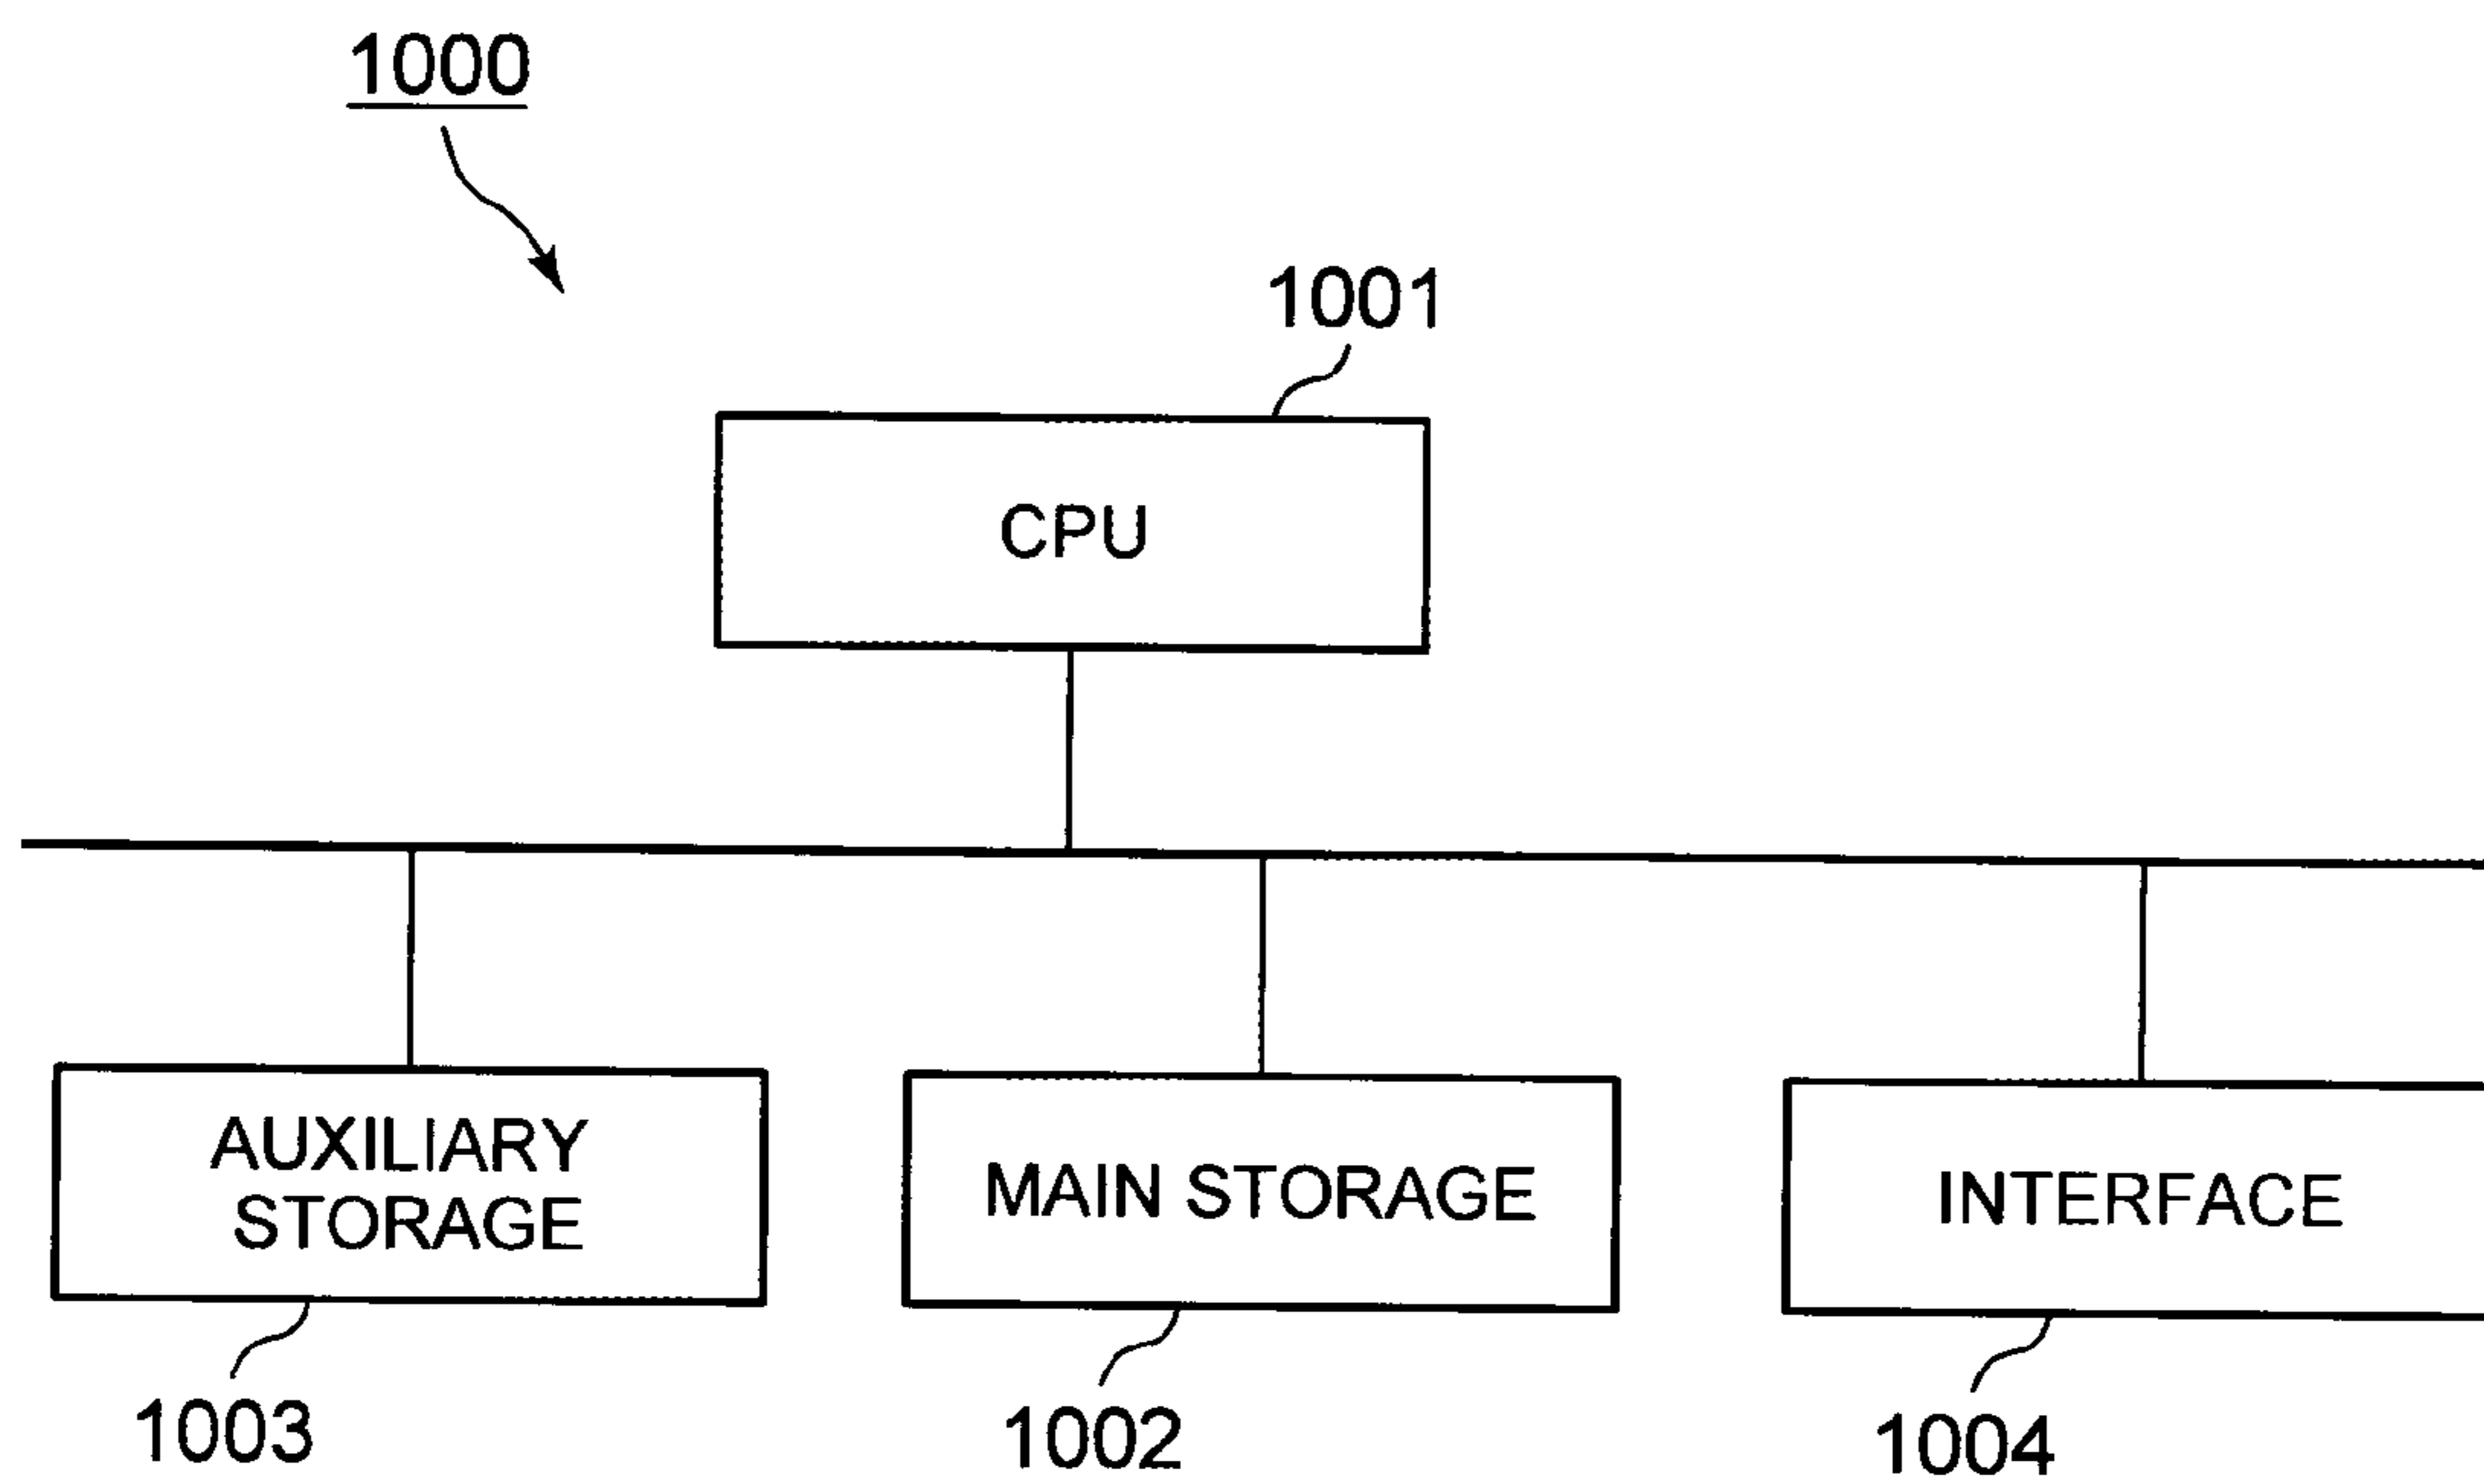 1000
1001
CPU
AUXILIARY
STORAGE
MAIN STORAGE
INTERFACE
1003
1002
1004